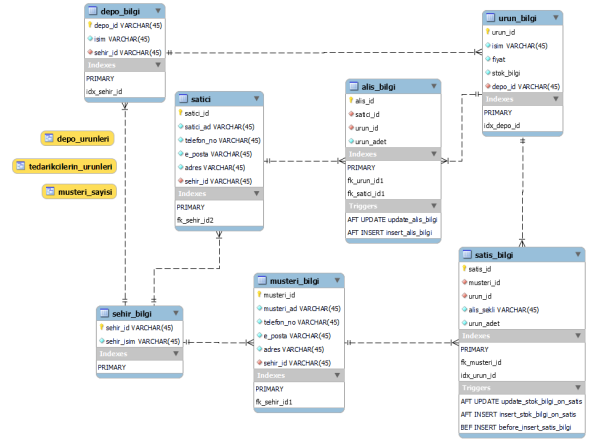 depo_bilgi
depo_id VARCHAR(45)
isim VARCHAR(45)
sehir_id VARCHAR(45)
Indexes
PRIMARY
idx_sehir_id
urun_bilgi
urun_id
isim VARCHAR(45)
fiyat
stok_bilgi
depo_id VARCHAR(45)
Indexes
PRIMARY
idx_depo_id
satici
satici_id
satici_ad VARCHAR(45)
telefon_no VARCHAR(45)
e_posta VARCHAR(45)
adres VARCHAR(45)
sehir_id VARCHAR(45)
Indexes
PRIMARY
fk_sehir_id2
alis_bilgi
alis_id
satici_id
urun_id
urun_adet
Indexes
PRIMARY
fk_urun_id1
fk_satici_id1
Triggers
AFT UPDATE update_alis_bilgi
AFT INSERT insert_alis_bilgi
depo_urunleri
tedarikcilerin_urunleri
musteri_sayisi
satis_bilgi
satis_id
musteri_id
urun_id
alis_sekli VARCHAR(45)
urun_adet
Indexes
PRIMARY
fk_musteri_id
idx_urun_id
Triggers
AFT UPDATE update_stok_bilgi_on_satis
AFT INSERT insert_stok_bilgi_on_satis
BEF INSERT before_insert_satis_bilgi
musteri_bilgi
musteri_id
musteri_ad VARCHAR(45)
telefon_no VARCHAR(45)
e_posta VARCHAR(45)
adres VARCHAR(45)
sehir_id VARCHAR(45)
Indexes
PRIMARY
fk_sehir_id1
sehir_bilgi
sehir_id VARCHAR(45)
sehir_isim VARCHAR(45)
Indexes
PRIMARY